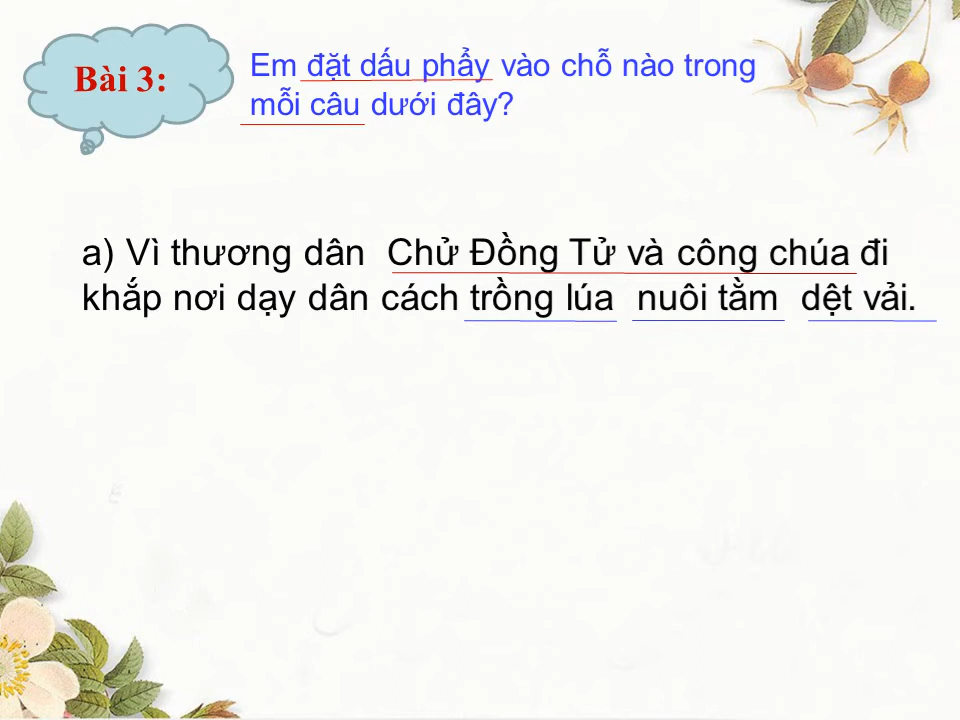 Bài 3:
Em đặt dấu phẩy vào chỗ nào trong
mỗi câu dưới đây?
a) Vì thương dân  Chử Đồng Tử và công chúa đi
khắp nơi dạy dân cách trồng lúa  nuôi tằm  dệt vải.